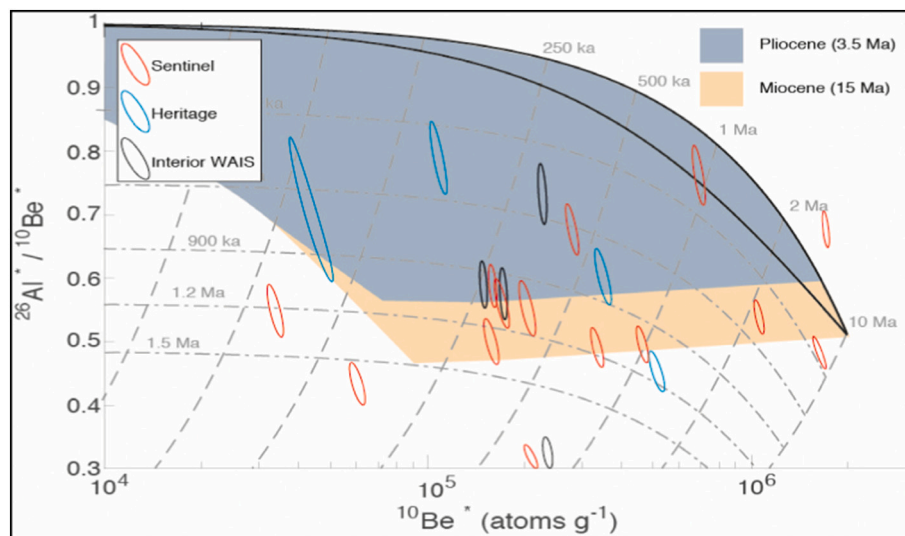 1
0.9
0.8
0.7
0.6
0.5
0.4
0.3
²⁶Al* / ¹⁰Be*
Sentinel
Heritage
Interior WAIS
ka
250 ka
500 ka
1 Ma
2 Ma
10 Ma
900 ka
1.2 Ma
1.5 Ma
Pliocene (3.5 Ma)
Miocene (15 Ma)
10⁴
10⁵
10⁶
¹⁰Be * (atoms g⁻¹)